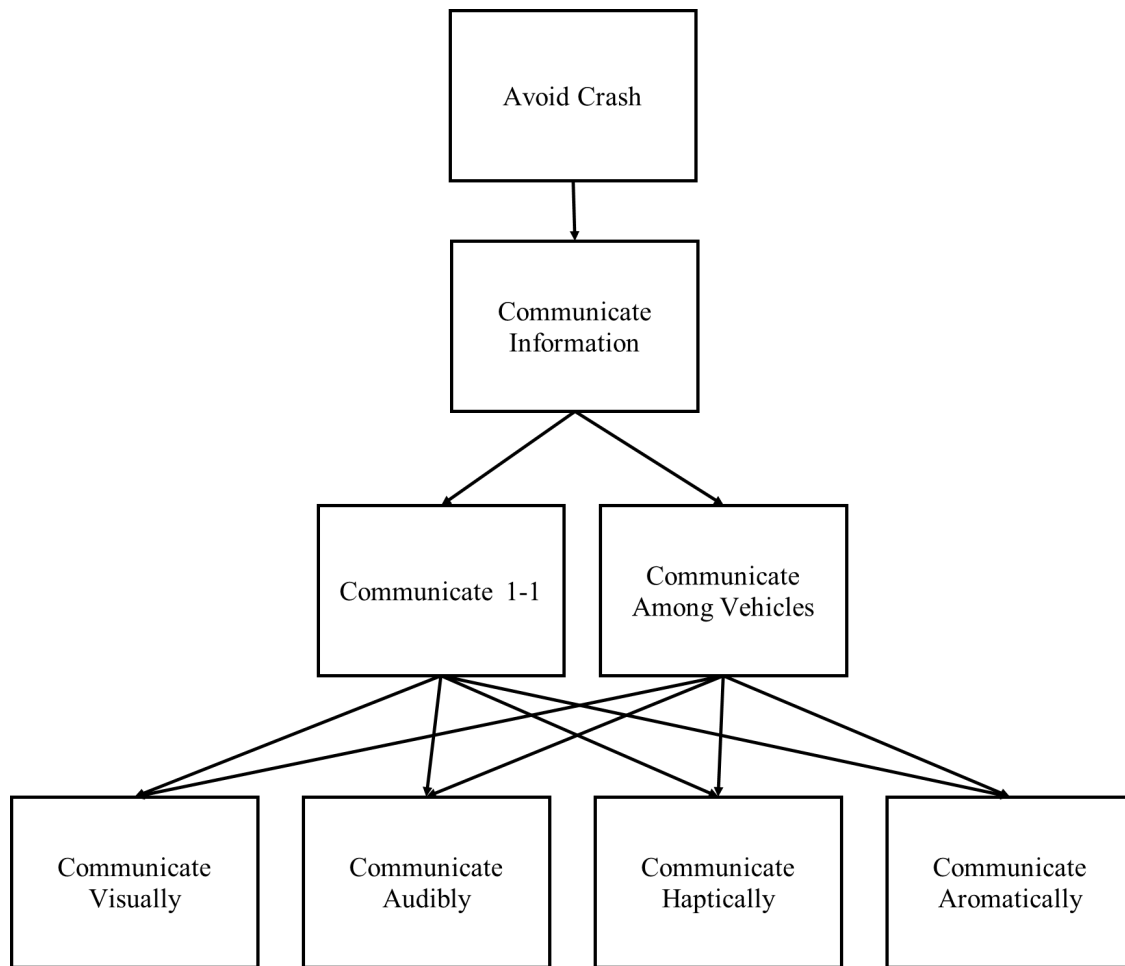 Avoid Crash
Communicate
Information
Communicate 1-1
Communicate
Among Vehicles
Communicate
Visually
Communicate
Audibly
Communicate
Haptically
Communicate
Aromatically